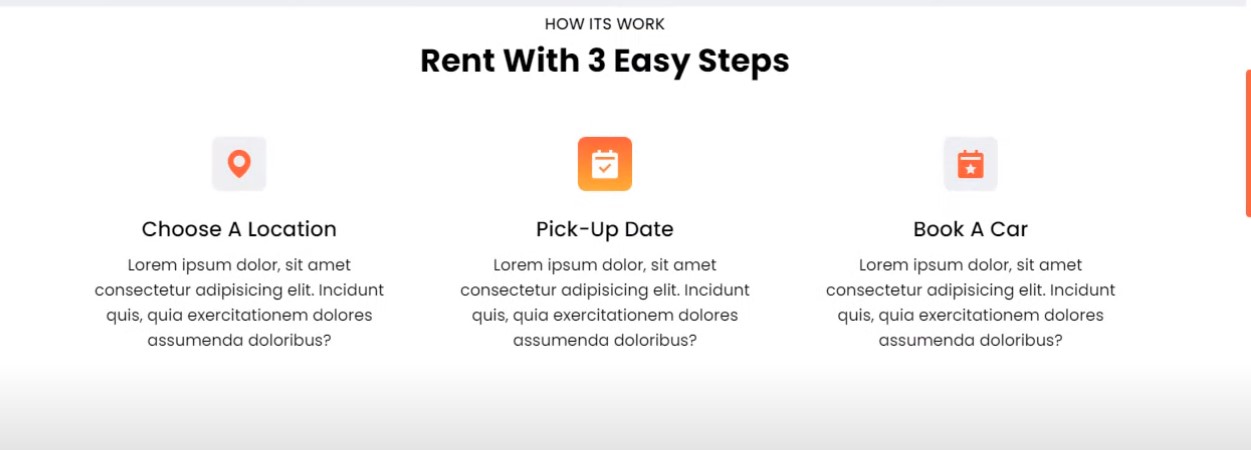 HOW ITS WORK
Rent With 3 Easy Steps
Choose A Location
Lorem ipsum dolor, sit amet
consectetur adipisicing elit. Incidunt
quis, quia exercitationem dolores
assumenda doloribus?
Pick-Up Date
Lorem ipsum dolor, sit amet
consectetur adipisicing elit. Incidunt
quis, quia exercitationem dolores
assumenda doloribus?
Book A Car
Lorem ipsum dolor, sit amet
consectetur adipisicing elit. Incidunt
quis, quia exercitationem dolores
assumenda doloribus?